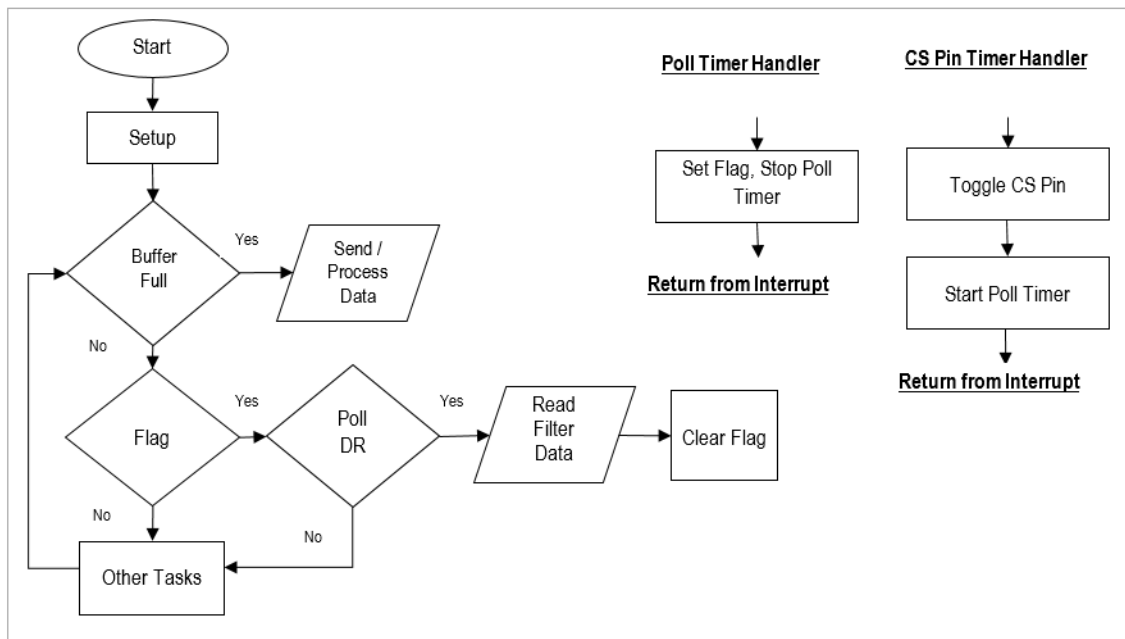 Start
Setup
Buffer
Full
Yes
Send /
Process
Data
No
Flag
Yes
Poll
DR
Yes
Read
Filter
Data
Clear Flag
No
No
Other Tasks
Poll Timer Handler
Set Flag, Stop Poll
Timer
Return from Interrupt
CS Pin Timer Handler
Toggle CS Pin
Start Poll Timer
Return from Interrupt